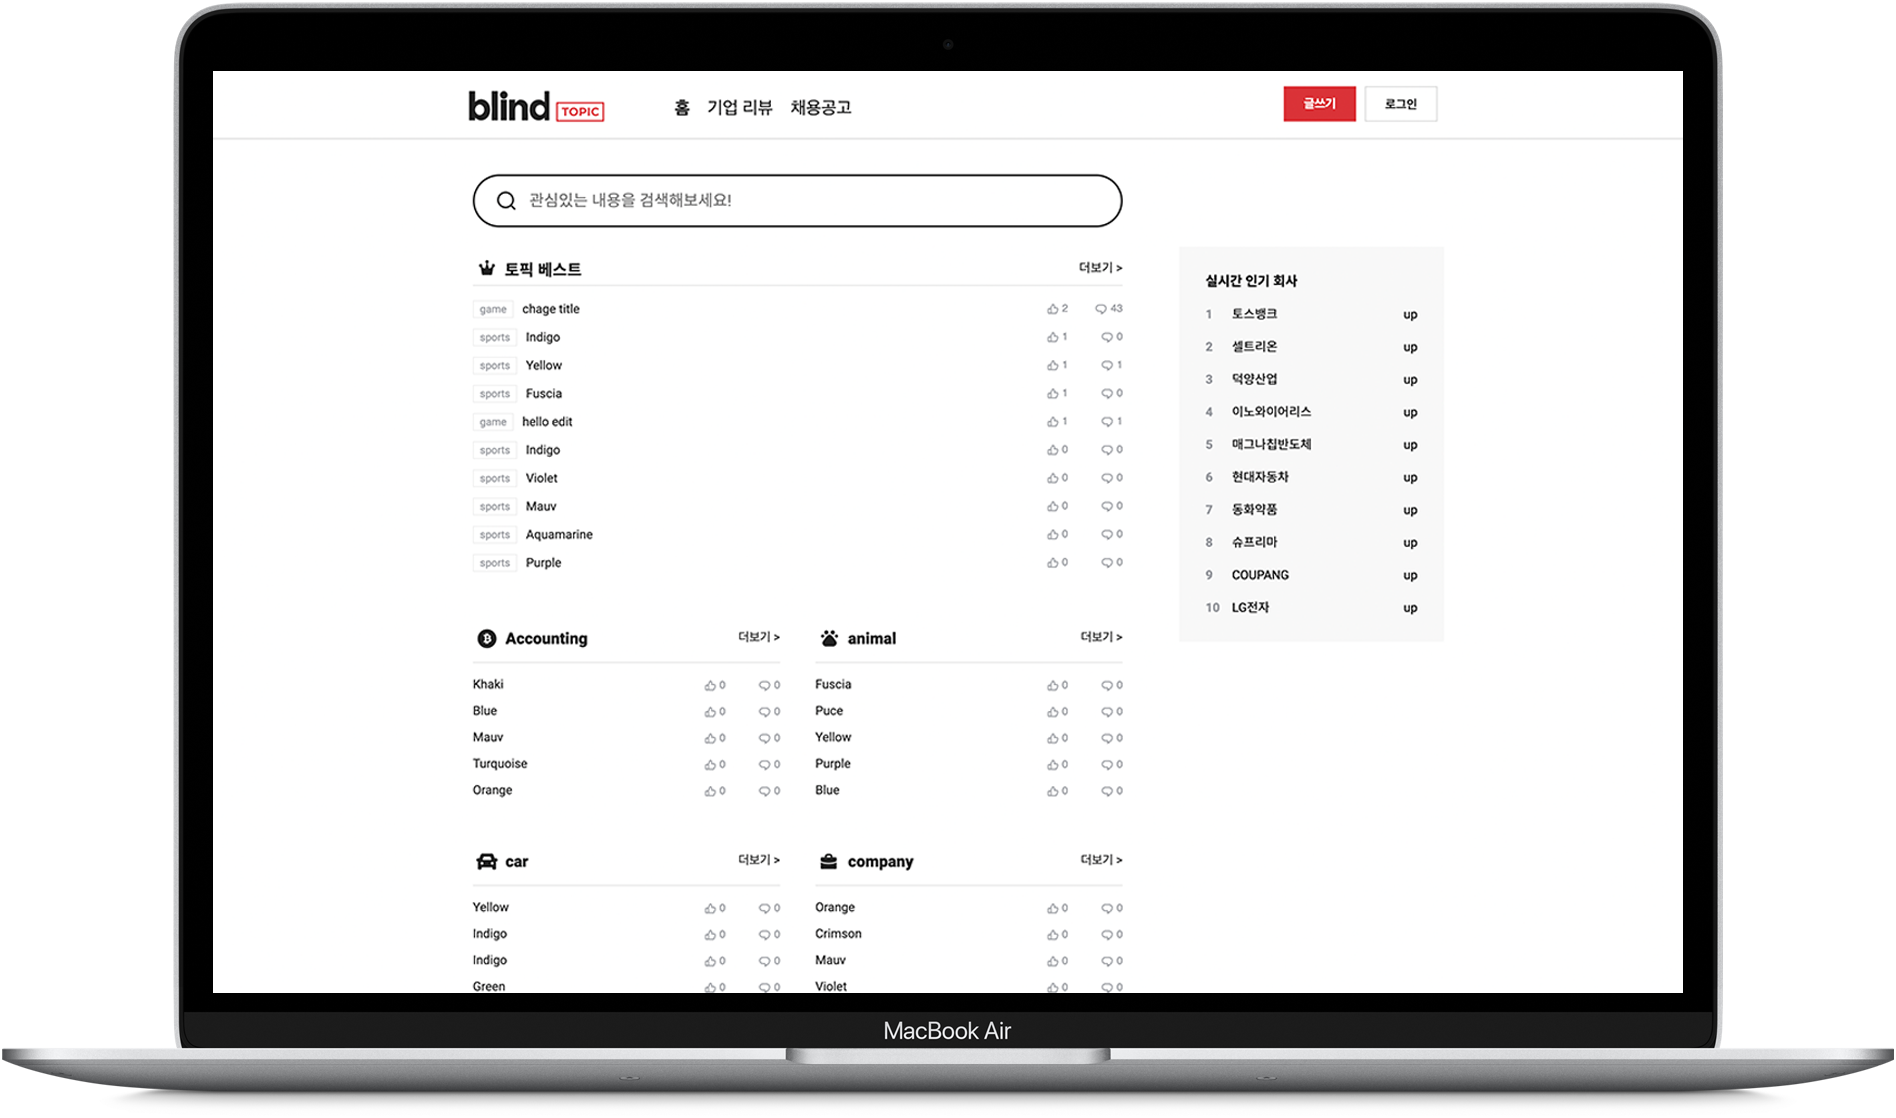 blind TOPIC 홈 기업 리뷰 채용공고 글쓰기 로그인
관심있는 내용을 검색해보세요!
토픽 베스트 더보기 >
game chage title 2 43
sports Indigo 1 0
sports Yellow 1 1
sports Fuscia 1 0
game hello edit 1 1
sports Indigo 0 0
sports Violet 0 0
sports Mauv 0 0
sports Aquamarine 0 0
sports Purple 0 0
실시간 인기 회사
1 토스뱅크 up
2 셀트리온 up
3 덕양산업 up
4 이노와이어리스 up
5 매그나칩반도체 up
6 현대자동차 up
7 동화약품 up
8 슈프리마 up
9 COUPANG up
10 LG전자 up
Accounting 더보기 >
Khaki 0 0
Blue 0 0
Mauv 0 0
Turquoise 0 0
Orange 0 0
animal 더보기 >
Fuscia 0 0
Puce 0 0
Yellow 0 0
Purple 0 0
Blue 0 0
car 더보기 >
Yellow 0 0
Indigo 0 0
Indigo 0 0
Green 0 0
company 더보기 >
Orange 0 0
Crimson 0 0
Mauv 0 0
Violet 0 0
MacBook Air